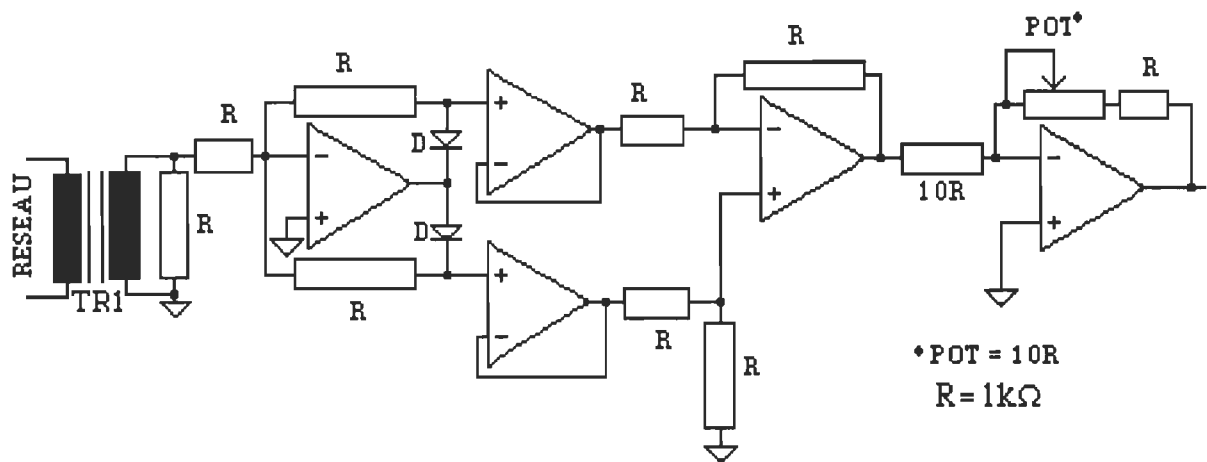 POT*
R
R
R
R
R
D
+
-
-
+
-
+
-
+
10R
RESEAU
R
TR1
D
R
+
-
R
R
*POT = 10R
R = 1kΩ